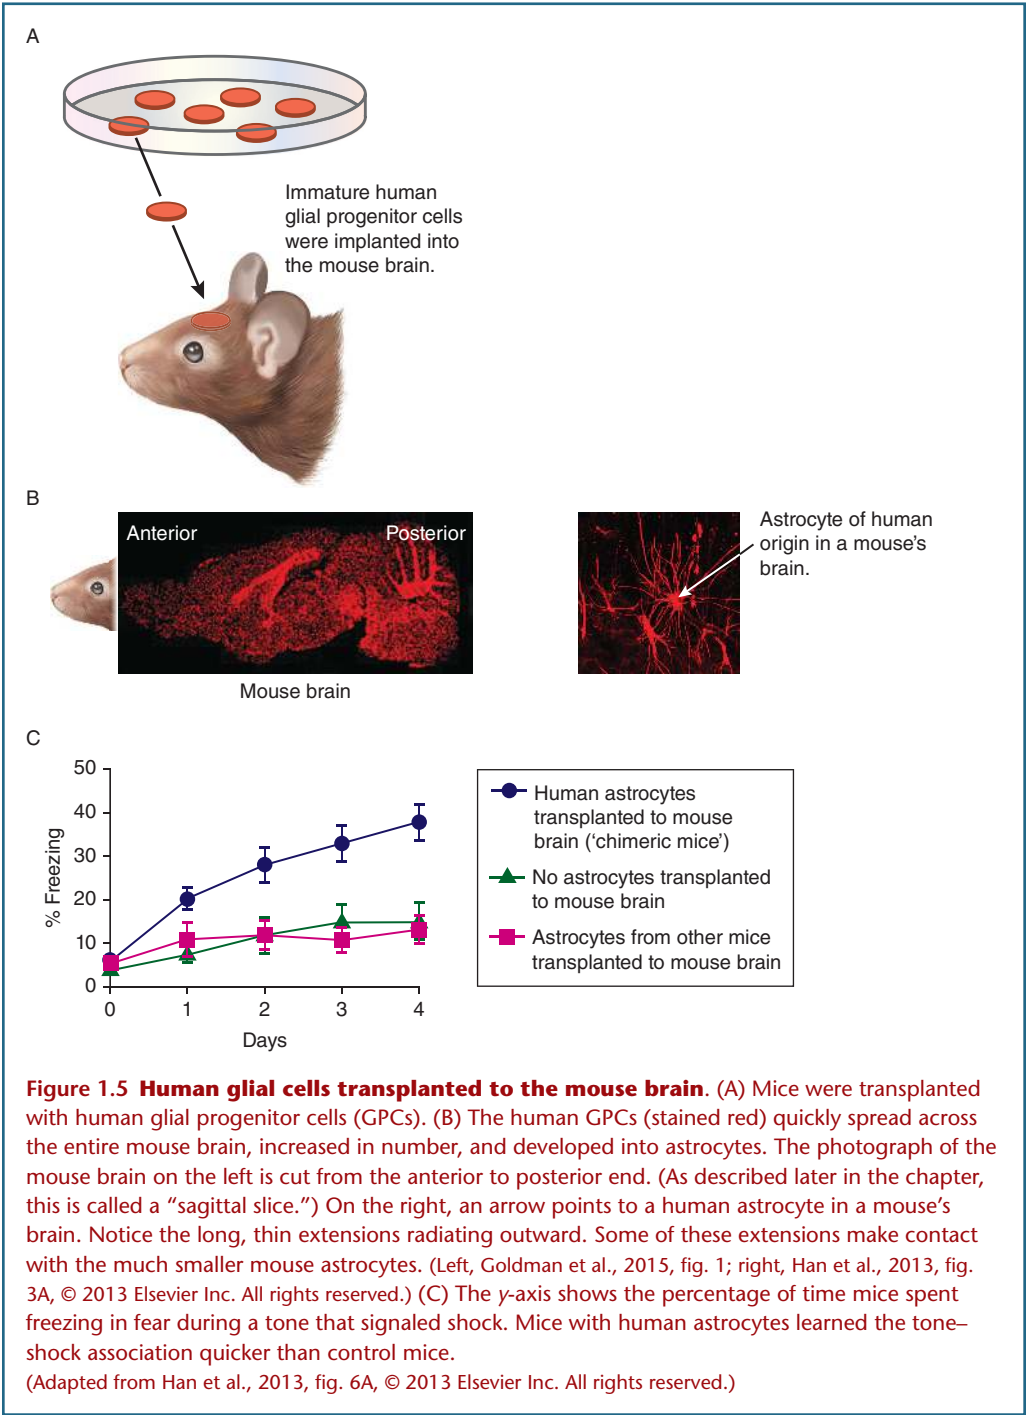 A
Immature human
glial progenitor cells
were implanted into
the mouse brain.
B
Anterior
Posterior
Mouse brain
Astrocyte of human
origin in a mouse's
brain.
C
50
40
30
20
10
0
% Freezing
0 1 2 3 4
Days
Human astrocytes
transplanted to mouse
brain (‘chimeric mice’)
No astrocytes transplanted
to mouse brain
Astrocytes from other mice
transplanted to mouse brain
Figure 1.5 Human glial cells transplanted to the mouse brain. (A) Mice were transplanted
with human glial progenitor cells (GPCs). (B) The human GPCs (stained red) quickly spread across
the entire mouse brain, increased in number, and developed into astrocytes. The photograph of the
mouse brain on the left is cut from the anterior to posterior end. (As described later in the chapter,
this is called a “sagittal slice.”) On the right, an arrow points to a human astrocyte in a mouse’s
brain. Notice the long, thin extensions radiating outward. Some of these extensions make contact
with the much smaller mouse astrocytes. (Left, Goldman et al., 2015, fig. 1; right, Han et al., 2013, fig.
3A, © 2013 Elsevier Inc. All rights reserved.) (C) The y-axis shows the percentage of time mice spent
freezing in fear during a tone that signaled shock. Mice with human astrocytes learned the tone–
shock association quicker than control mice.
(Adapted from Han et al., 2013, fig. 6A, © 2013 Elsevier Inc. All rights reserved.)